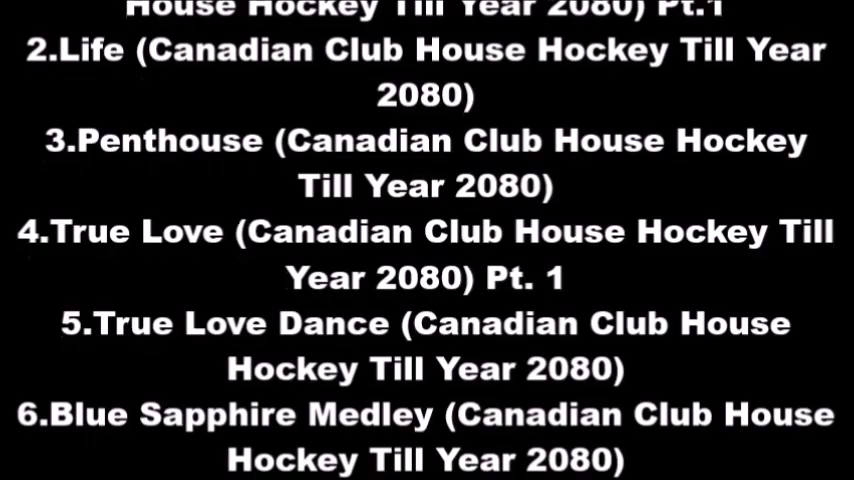 House Hockey Till Year 2080) Pt.1
2.Life (Canadian Club House Hockey Till Year
2080)
3.Penthouse (Canadian Club House Hockey
Till Year 2080)
4.True Love (Canadian Club House Hockey Till
Year 2080) Pt. 1
5.True Love Dance (Canadian Club House
Hockey Till Year 2080)
6.Blue Sapphire Medley (Canadian Club House
Hockey Till Year 2080)